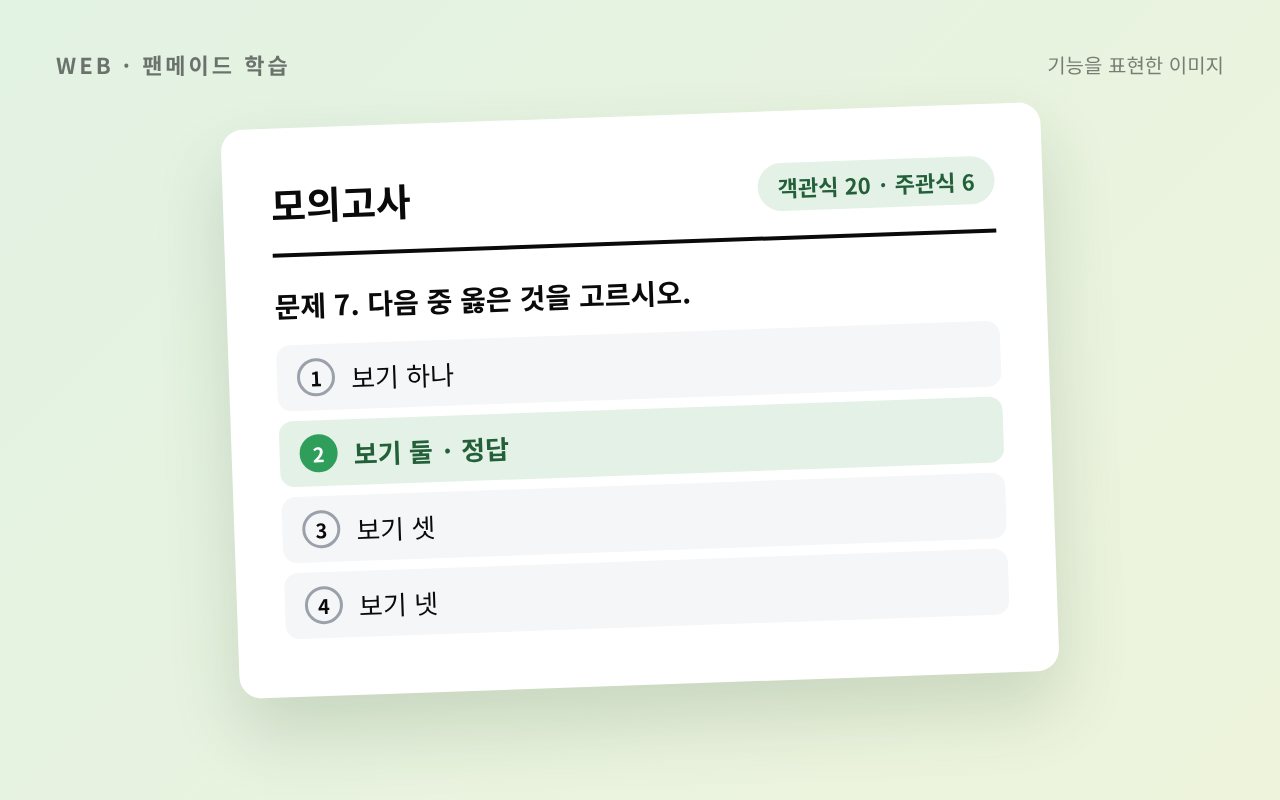 WEB · 팬메이드 학습
기능을 표현한 이미지
모의고사
객관식 20 · 주관식 6
문제 7. 다음 중 옳은 것을 고르시오.
1 보기 하나
2 보기 둘 · 정답
3 보기 셋
4 보기 넷